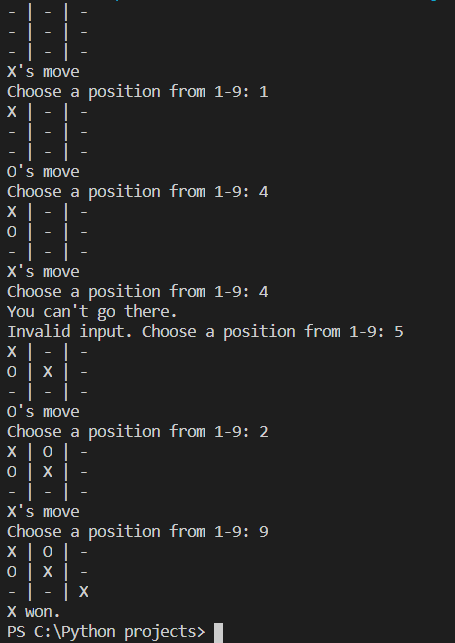 - | - | -
- | - | -
- | - | -
X's move
Choose a position from 1-9: 1
X | - | -
- | - | -
- | - | -
O's move
Choose a position from 1-9: 4
X | - | -
O | - | -
- | - | -
X's move
Choose a position from 1-9: 4
You can't go there.
Invalid input. Choose a position from 1-9: 5
X | - | -
O | X | -
- | - | -
O's move
Choose a position from 1-9: 2
X | O | -
O | X | -
- | - | -
X's move
Choose a position from 1-9: 9
X | O | -
O | X | -
- | - | X
X won.
PS C:\Python projects>